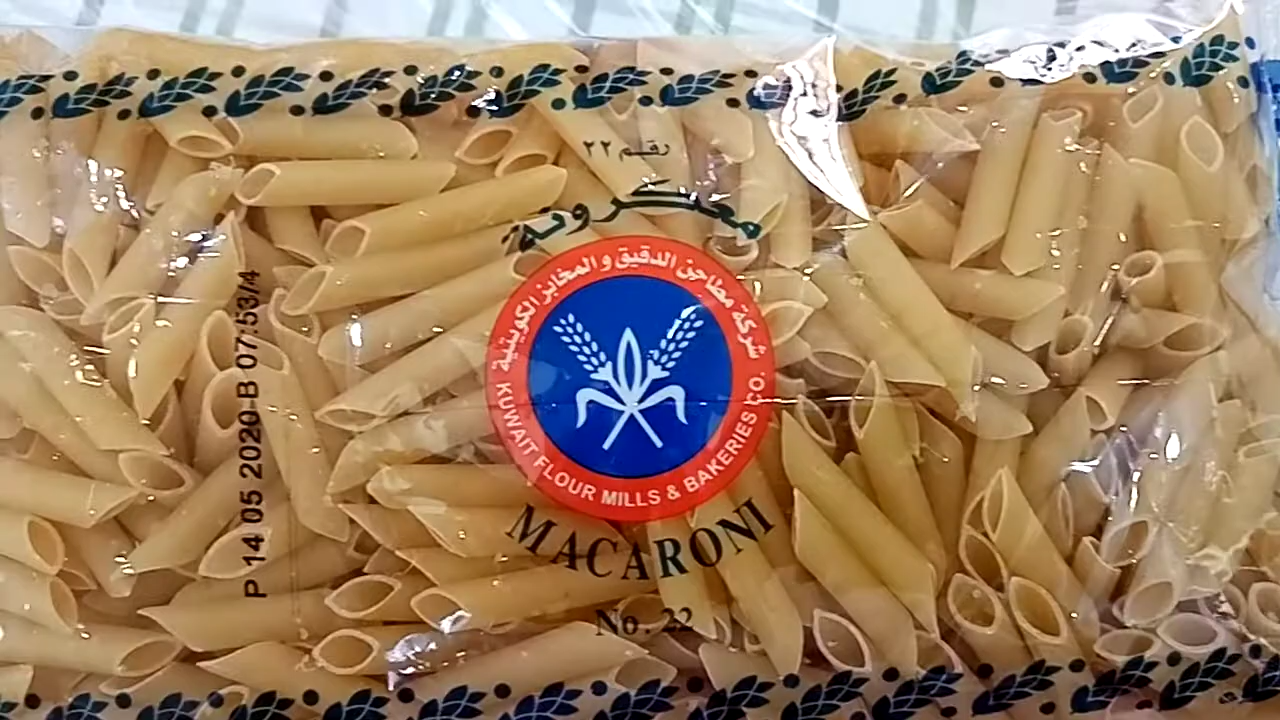 رقم ٢٢
معكرونة
شركة مطاحن الدقيق و المخابز الكويتية
KUWAIT FLOUR MILLS & BAKERIES CO.
MACARONI
No. 22
P 14 05 2020-B 07:53/4